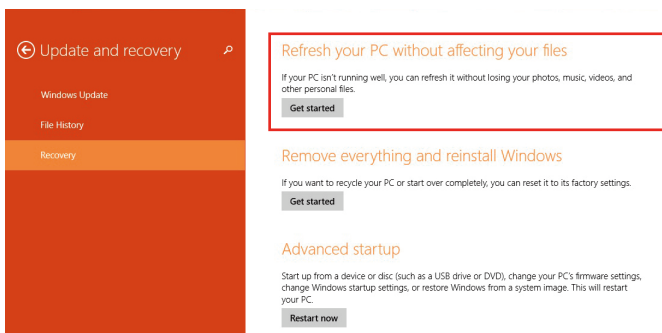 Update and recovery
Windows Update
File History
Recovery
Refresh your PC without affecting your files
If your PC isn't running well, you can refresh it without losing your photos, music, videos, and
other personal files.
Get started
Remove everything and reinstall Windows
If you want to recycle your PC or start over completely, you can reset it to its factory settings.
Get started
Advanced startup
Start up from a device or disc (such as a USB drive or DVD), change your PC's firmware settings,
change Windows startup settings, or restore Windows from a system image. This will restart
your PC.
Restart now